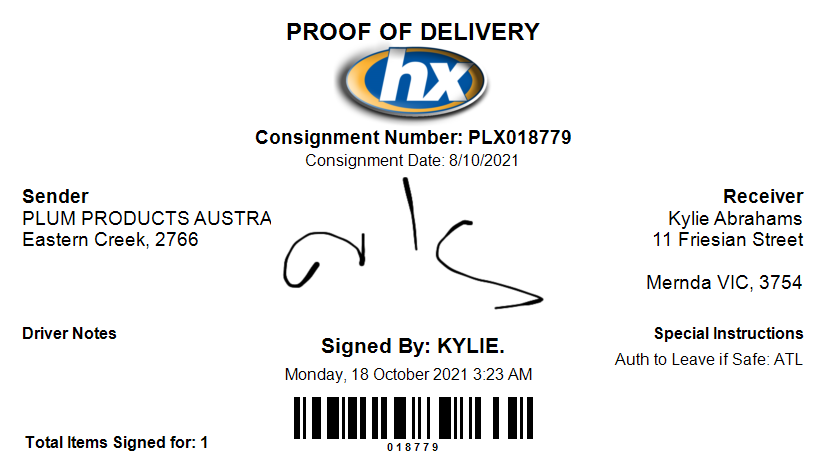 PROOF OF DELIVERY
hx
Consignment Number: PLX018779
Consignment Date: 8/10/2021
Sender
PLUM PRODUCTS AUSTRA
Eastern Creek, 2766
Receiver
Kylie Abrahams
11 Friesian Street
Mernda VIC, 3754
Driver Notes
Signed By: KYLIE.
Monday, 18 October 2021 3:23 AM
Special Instructions
Auth to Leave if Safe: ATL
Total Items Signed for: 1
018779